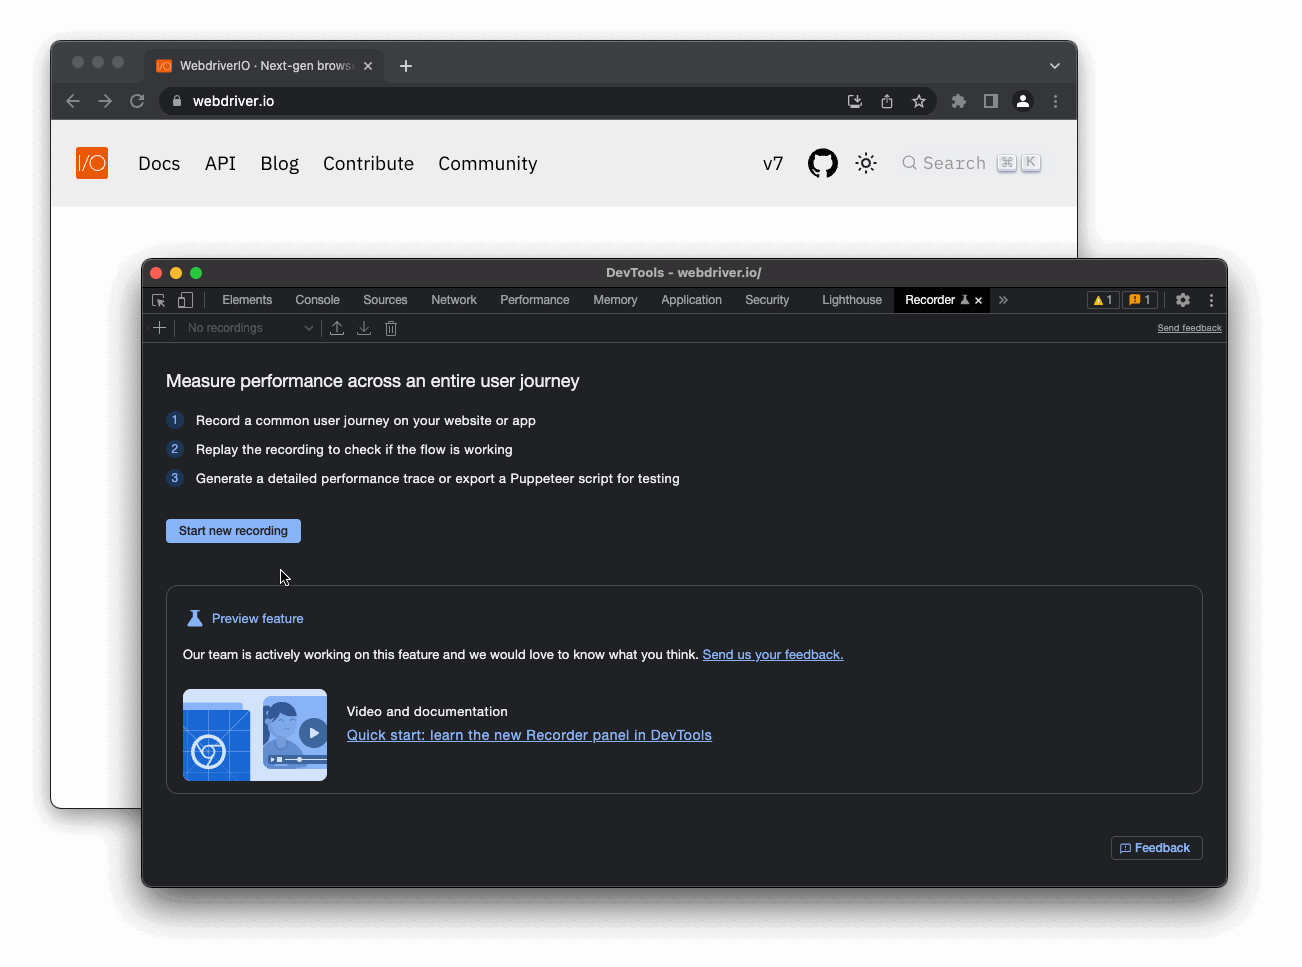 WebdriverIO · Next-gen brows
webdriver.io
I/O Docs API Blog Contribute Community v7 Search ⌘ K
DevTools - webdriver.io/
Elements Console Sources Network Performance Memory Application Security Lighthouse Recorder 1 1
No recordings Send feedback
Measure performance across an entire user journey
1 Record a common user journey on your website or app
2 Replay the recording to check if the flow is working
3 Generate a detailed performance trace or export a Puppeteer script for testing
Start new recording
Preview feature
Our team is actively working on this feature and we would love to know what you think. Send us your feedback.
Video and documentation
Quick start: learn the new Recorder panel in DevTools
Feedback